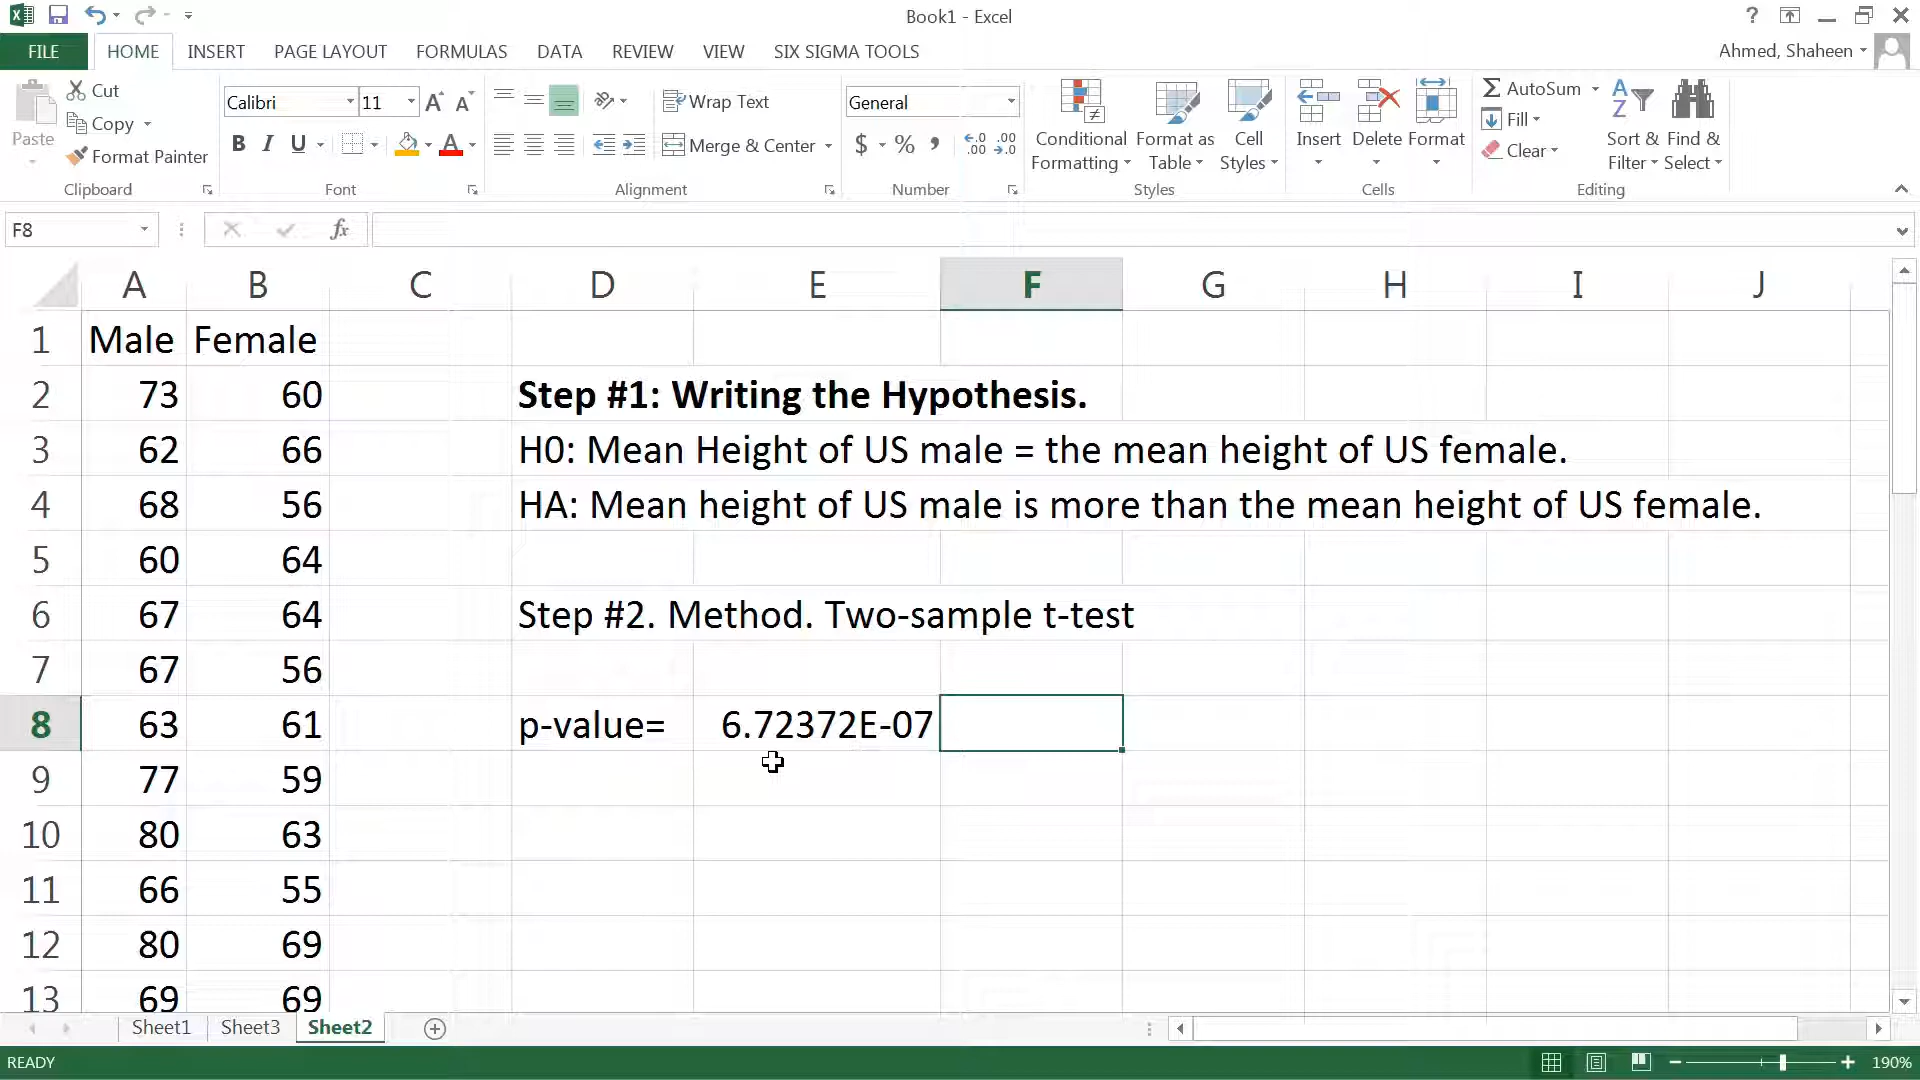 Book1 - Excel
?
FILE HOME INSERT PAGE LAYOUT FORMULAS DATA REVIEW VIEW SIX SIGMA TOOLS
Ahmed, Shaheen
Paste
Cut
Copy
Format Painter
Clipboard
Calibri 11
B I U
Font
Wrap Text
Merge & Center
Alignment
General
$ % ,
Number
Conditional Formatting
Format as Table
Cell Styles
Styles
Insert
Delete
Format
Cells
AutoSum
Fill
Clear
Sort & Filter
Find & Select
Editing
F8
fx
A B C D E F G H I J
1 Male Female
2 73 60 Step #1: Writing the Hypothesis.
3 62 66 H0: Mean Height of US male = the mean height of US female.
4 68 56 HA: Mean height of US male is more than the mean height of US female.
5 60 64
6 67 64 Step #2. Method. Two-sample t-test
7 67 56
8 63 61 p-value= 6.72372E-07
9 77 59
10 80 63
11 66 55
12 80 69
13 69 69
Sheet1 Sheet3 Sheet2
READY
190%